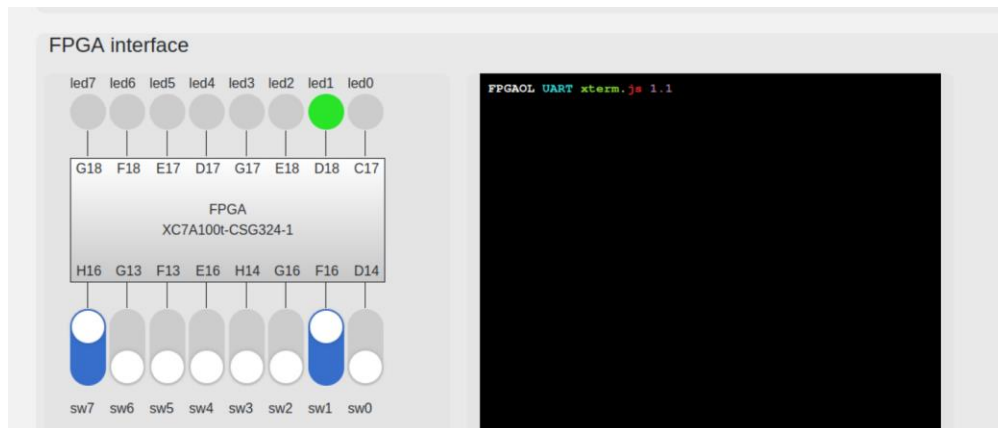 FPGA interface
led7 led6 led5 led4 led3 led2 led1 led0
G18 F18 E17 D17 G17 E18 D18 C17
FPGA
XC7A100t-CSG324-1
H16 G13 F13 E16 H14 G16 F16 D14
sw7 sw6 sw5 sw4 sw3 sw2 sw1 sw0
FPGAOL UART xterm.js 1.1